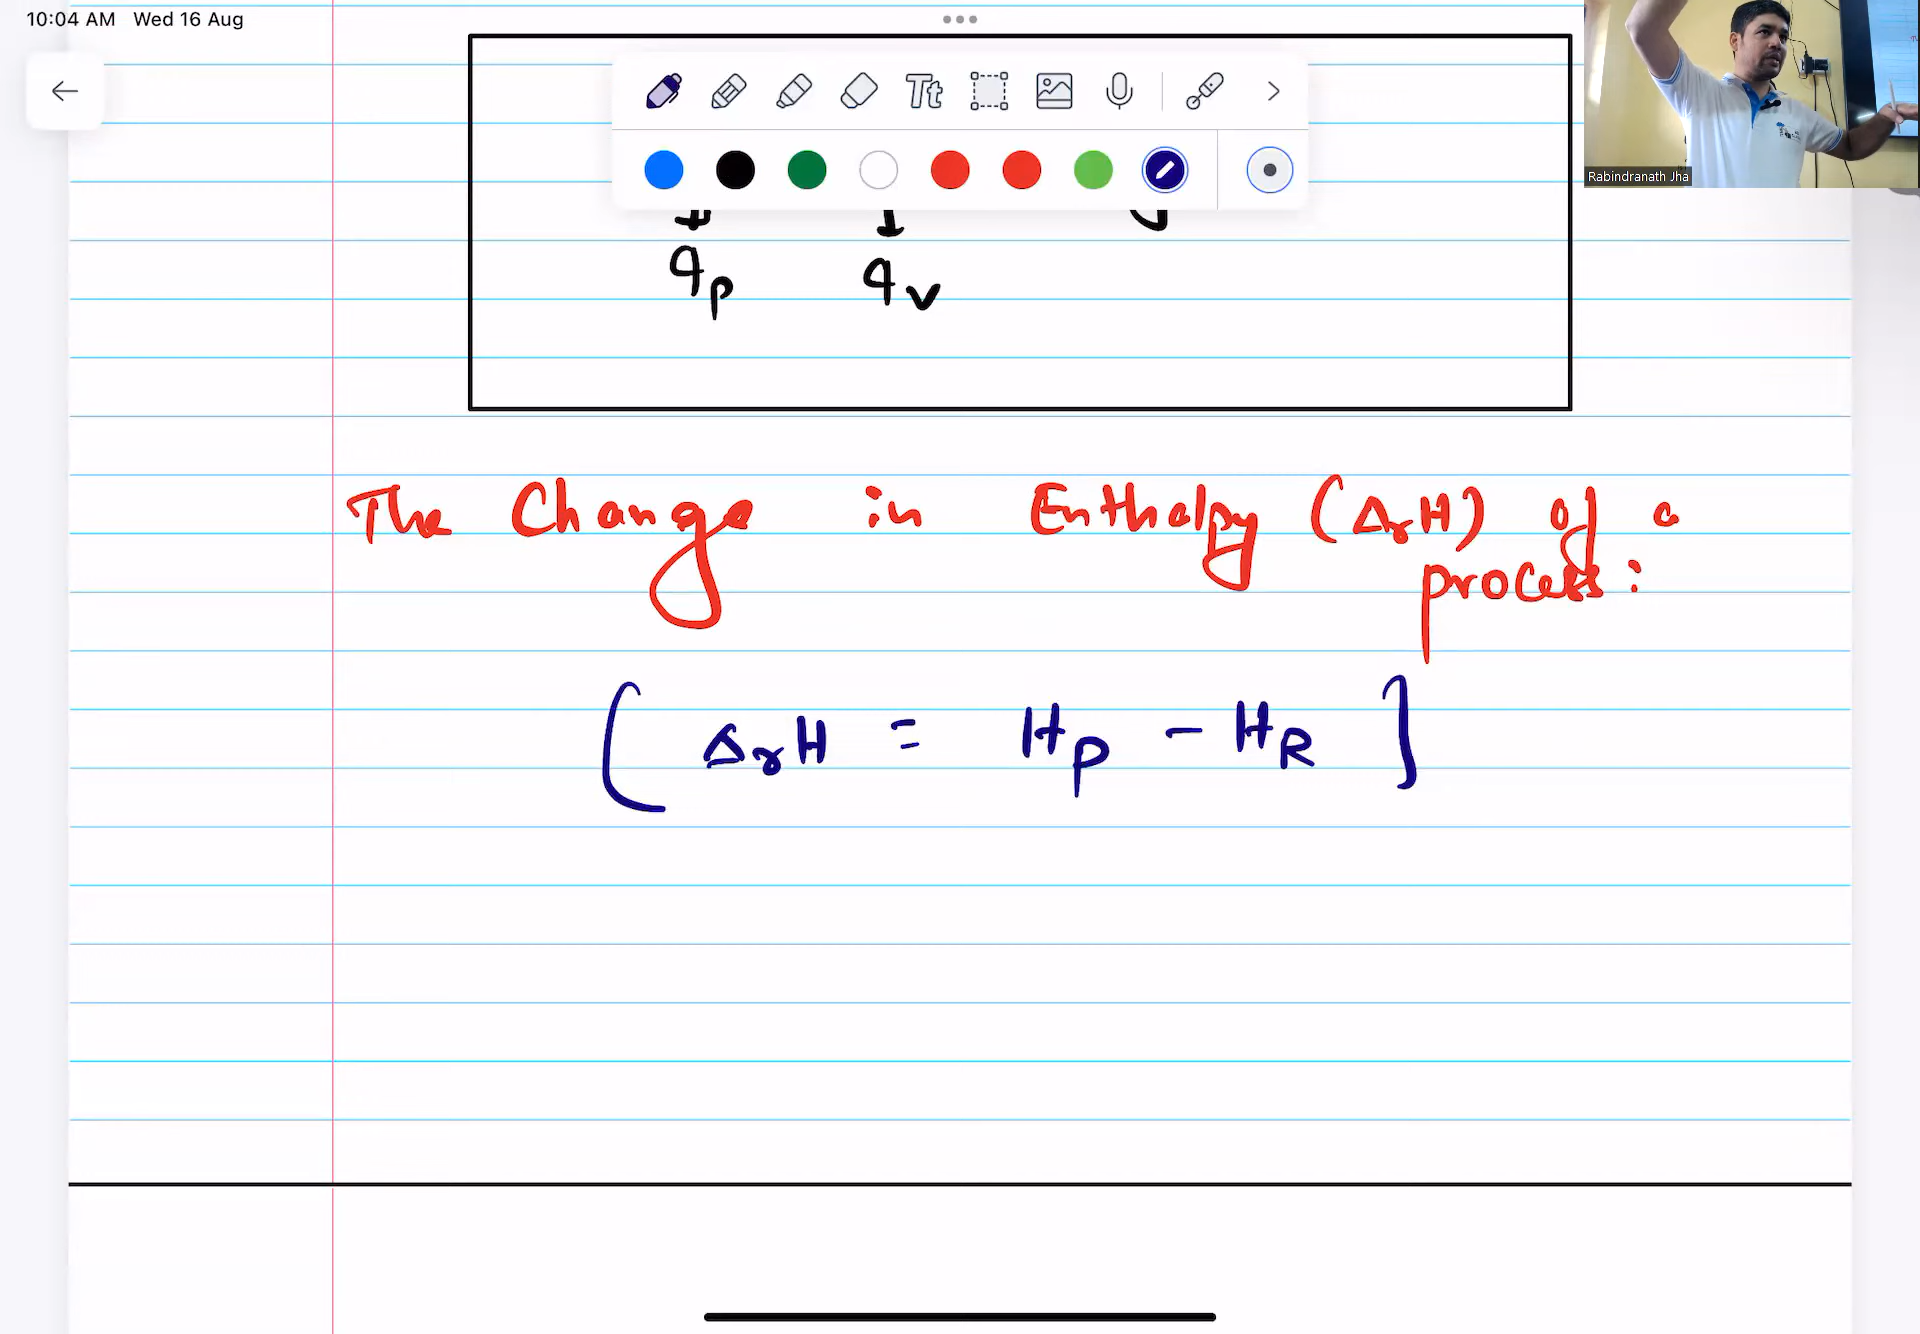 10:04 AM Wed 16 Aug
Tt
Rabindranath Jha
qp qv
The Change in Enthalpy (ΔrH) of a
process:
[ ΔrH = HP - HR ]